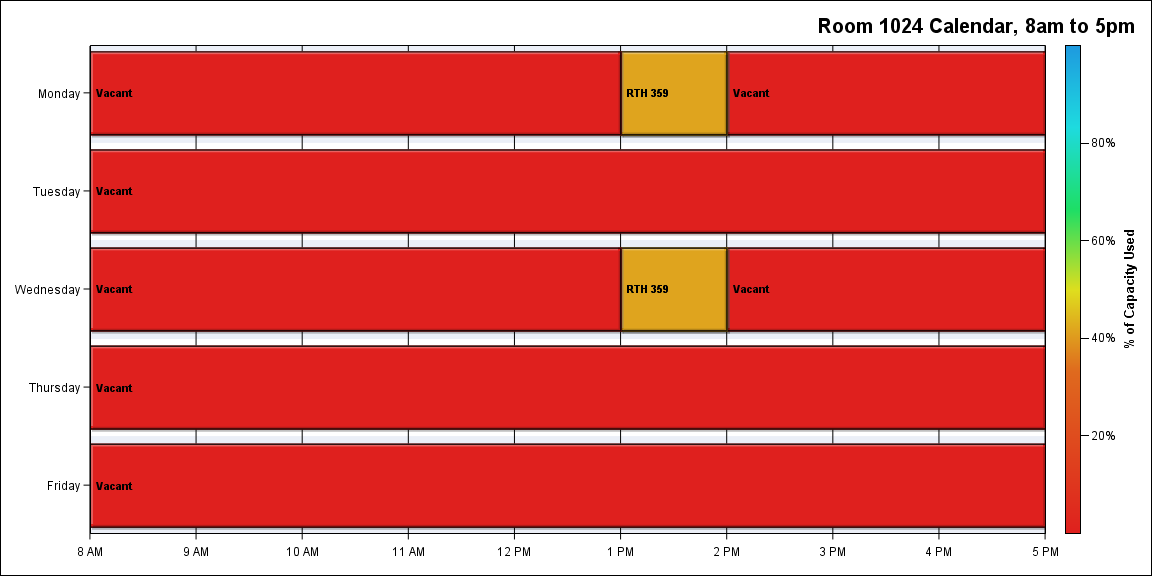 Room 1024 Calendar, 8am to 5pm
Monday
Vacant
RTH 359
Vacant
Tuesday
Vacant
Wednesday
Vacant
RTH 359
Vacant
Thursday
Vacant
Friday
Vacant
8 AM 9 AM 10 AM 11 AM 12 PM 1 PM 2 PM 3 PM 4 PM 5 PM
80%
60%
40%
20%
% of Capacity Used